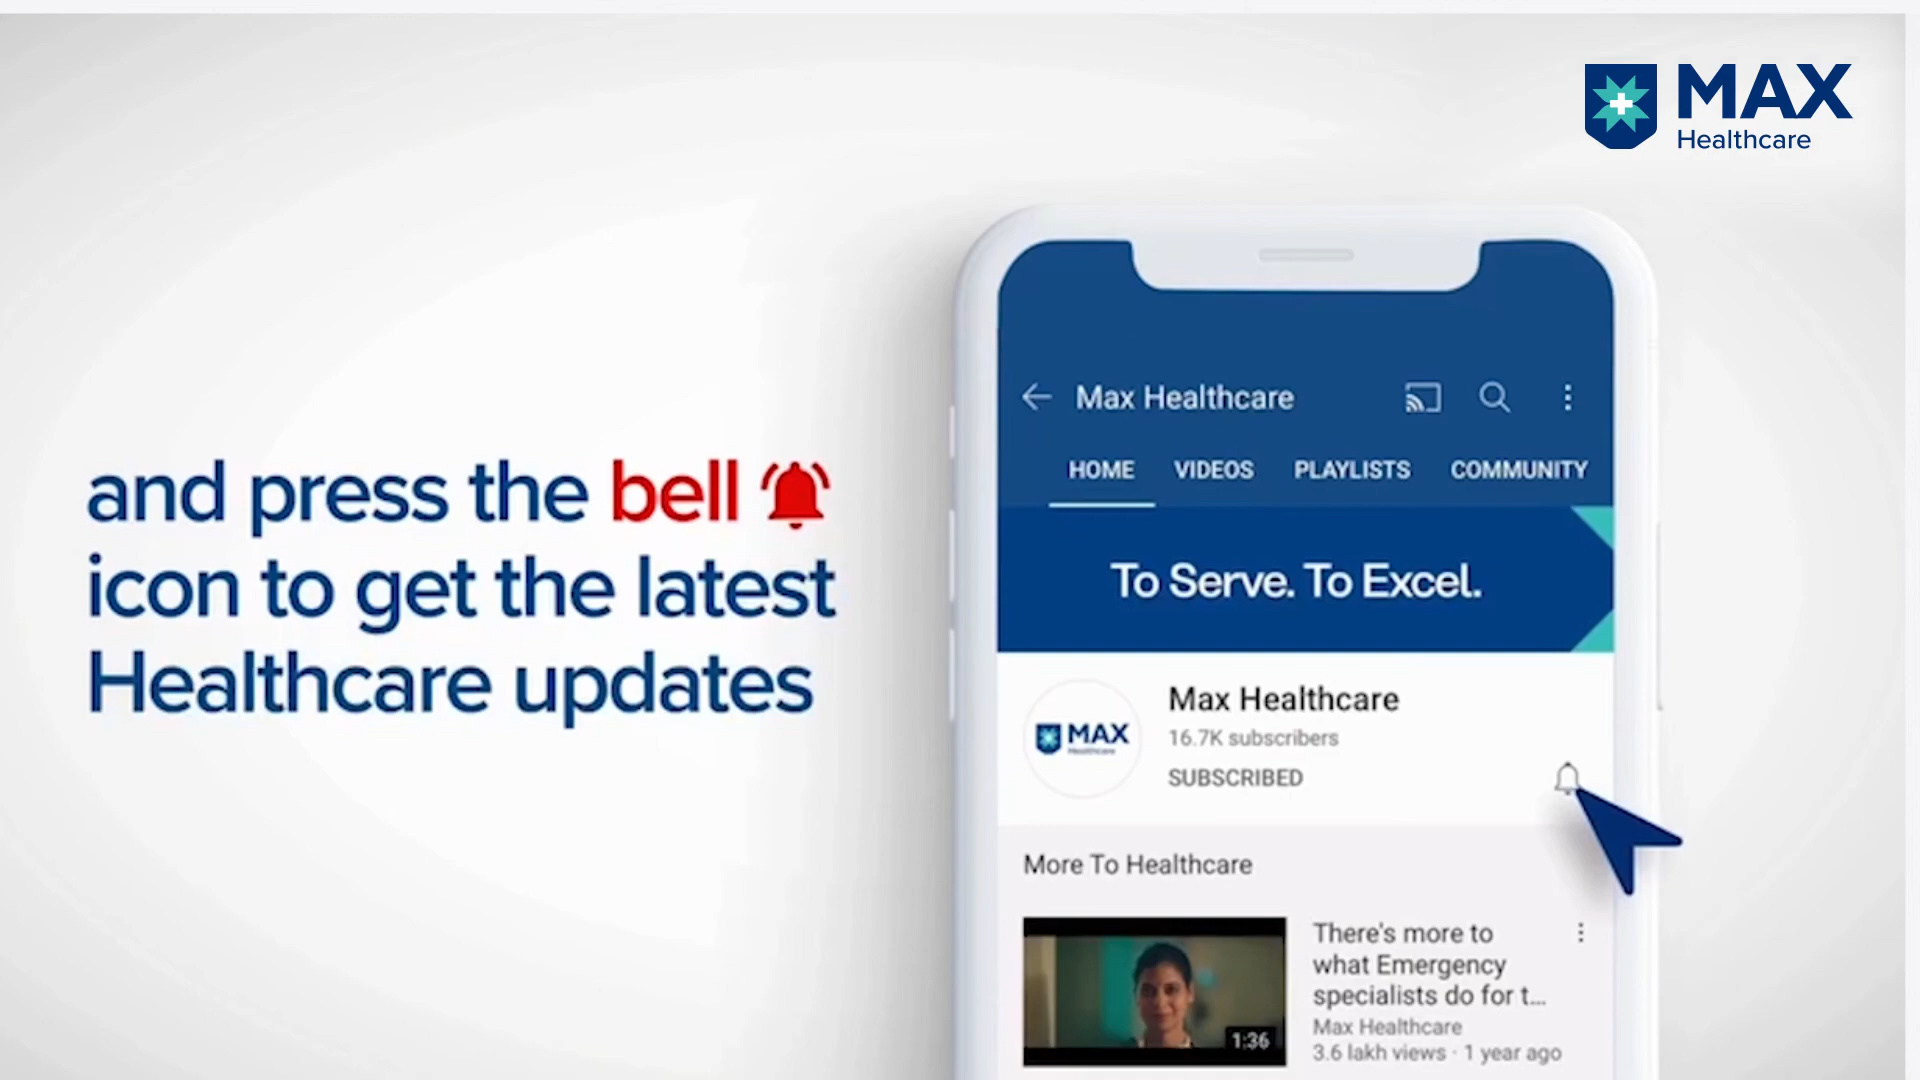 MAX
Healthcare
and press the bell
icon to get the latest
Healthcare updates
Max Healthcare
HOME VIDEOS PLAYLISTS COMMUNITY
To Serve. To Excel.
MAX
Healthcare
Max Healthcare
16.7K subscribers
SUBSCRIBED
More To Healthcare
1:36
There's more to
what Emergency
specialists do for t...
Max Healthcare
3.6 lakh views · 1 year ago